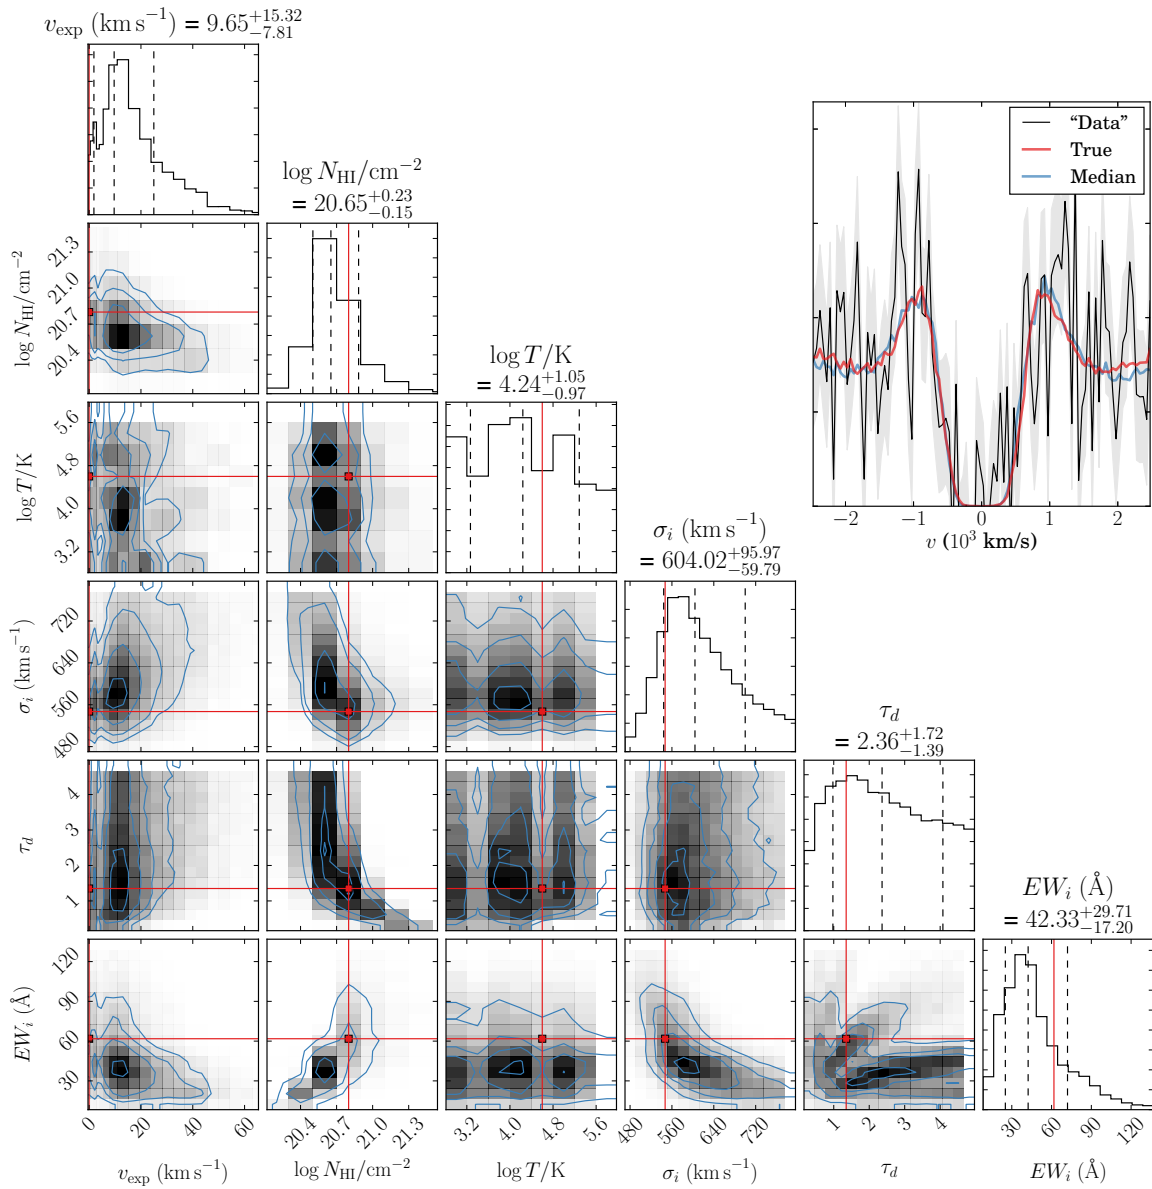 v_exp (km s⁻¹) = 9.65 +15.32 −7.81
log N_HI/cm⁻²
= 20.65 +0.23 −0.15
"Data"
True
Median
−2 −1 0 1 2
v (10³ km/s)
21.3
21.0
20.7
20.4
log N_HI/cm⁻²
log T/K
= 4.24 +1.05 −0.97
5.6
4.8
4.0
3.2
log T/K
σ_i (km s⁻¹)
= 604.02 +95.97 −59.79
720
640
560
480
σ_i (km s⁻¹)
τ_d
= 2.36 +1.72 −1.39
4
3
2
1
τ_d
EW_i (Å)
= 42.33 +29.71 −17.20
120
90
60
30
EW_i (Å)
0 20 40 60
20.4 20.7 21.0 21.3
3.2 4.0 4.8 5.6
480 560 640 720
1 2 3 4
30 60 90 120
v_exp (km s⁻¹)
log N_HI/cm⁻²
log T/K
σ_i (km s⁻¹)
τ_d
EW_i (Å)